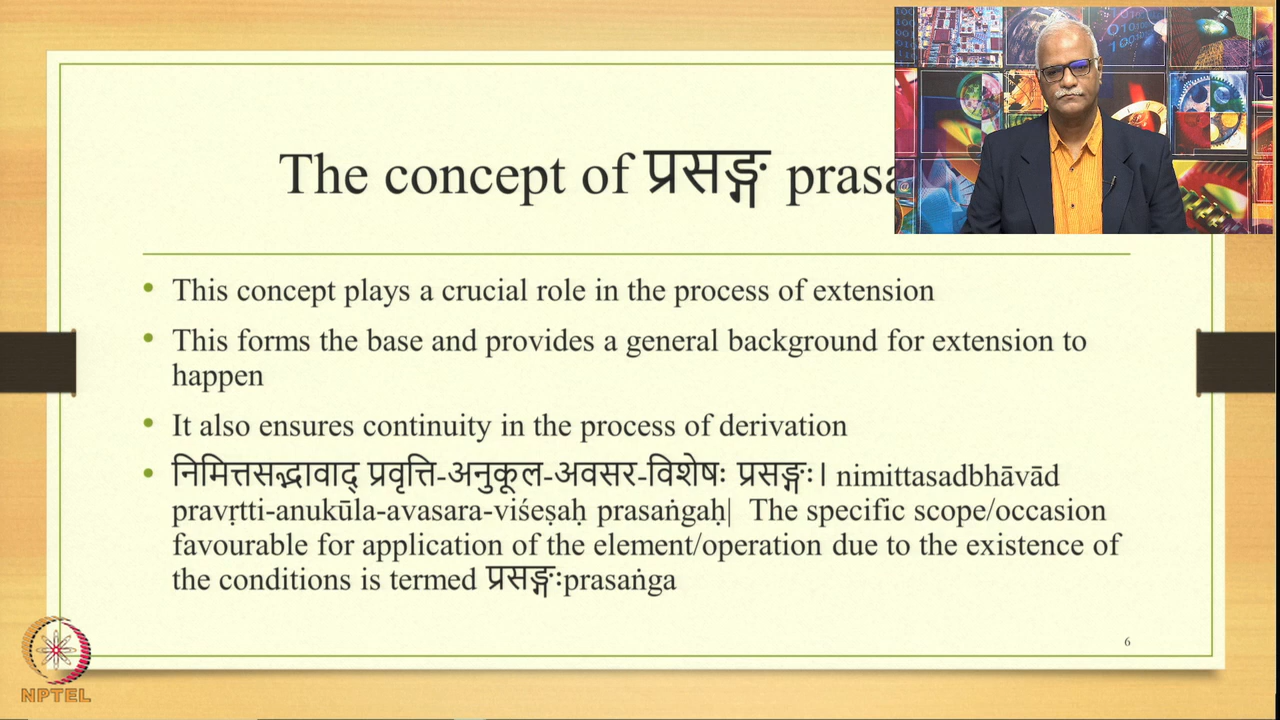 The concept of प्रसङ्ग prasa
• This concept plays a crucial role in the process of extension
• This forms the base and provides a general background for extension to
happen
• It also ensures continuity in the process of derivation
• निमित्तसद्भावाद् प्रवृत्ति-अनुकूल-अवसर-विशेषः प्रसङ्गः। nimittasadbhāvād
pravṛtti-anukūla-avasara-viśeṣaḥ prasaṅgaḥ| The specific scope/occasion
favourable for application of the element/operation due to the existence of
the conditions is termed प्रसङ्गःprasaṅga
6
NPTEL